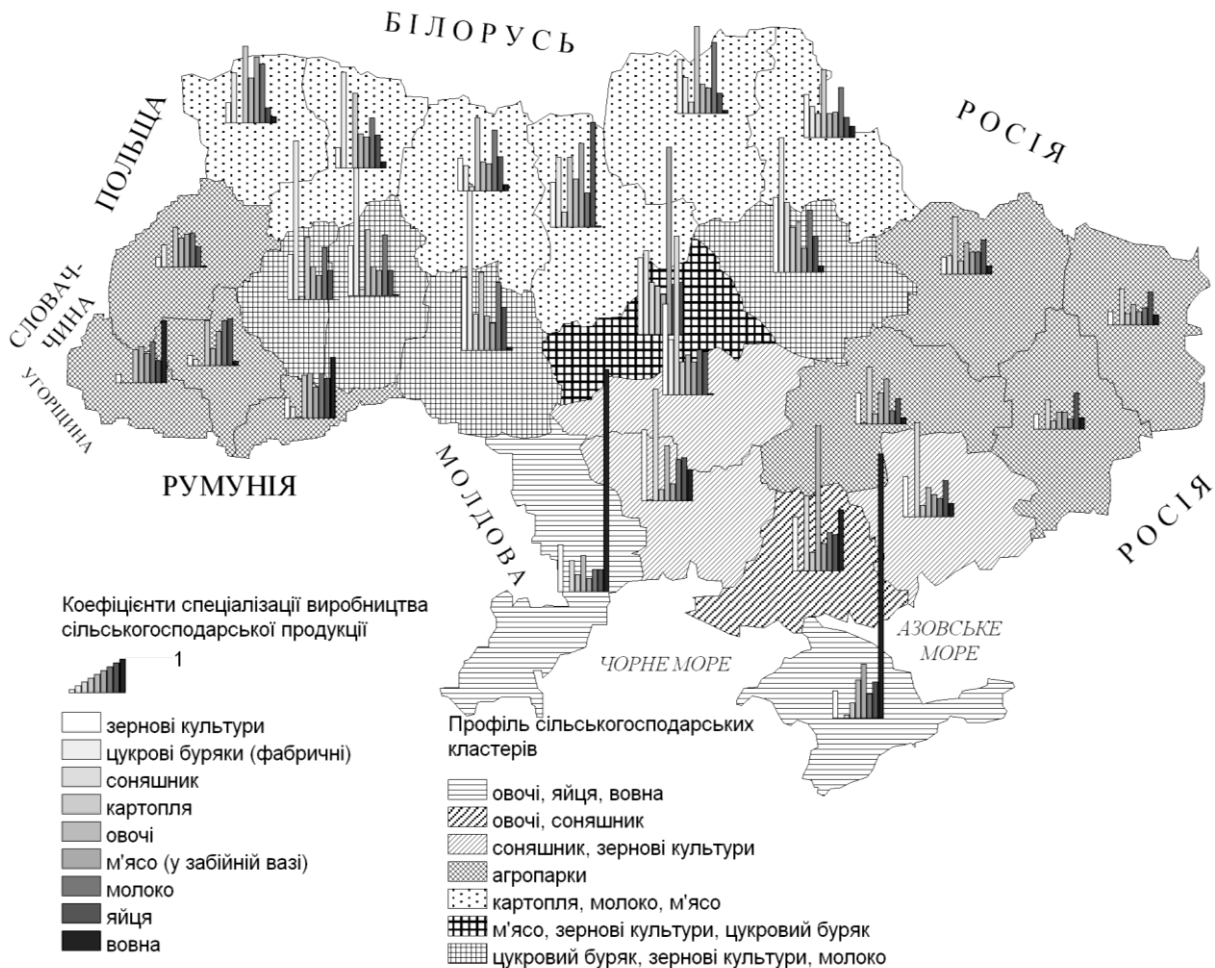 БІЛОРУСЬ
ПОЛЬЩА
РОСІЯ
СЛОВАЧ-
ЧИНА
УГОРЩИНА
РУМУНІЯ
МОЛДОВА
РОСІЯ
АЗОВСЬКЕ
МОРЕ
ЧОРНЕ МОРЕ
Коефіцієнти спеціалізації виробництва
сільськогосподарської продукції
1
зернові культури
цукрові буряки (фабричні)
соняшник
картопля
овочі
м'ясо (у забійній вазі)
молоко
яйця
вовна
Профіль сільськогосподарських
кластерів
овочі, яйця, вовна
овочі, соняшник
соняшник, зернові культури
агропарки
картопля, молоко, м'ясо
м'ясо, зернові культури, цукровий буряк
цукровий буряк, зернові культури, молоко